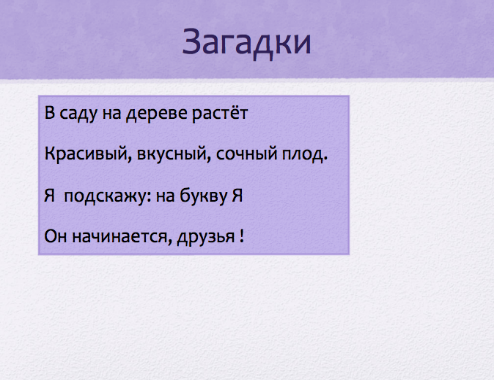 Загадки
В саду на дереве растёт
Красивый, вкусный, сочный плод.
Я  подскажу: на букву Я
Он начинается, друзья !